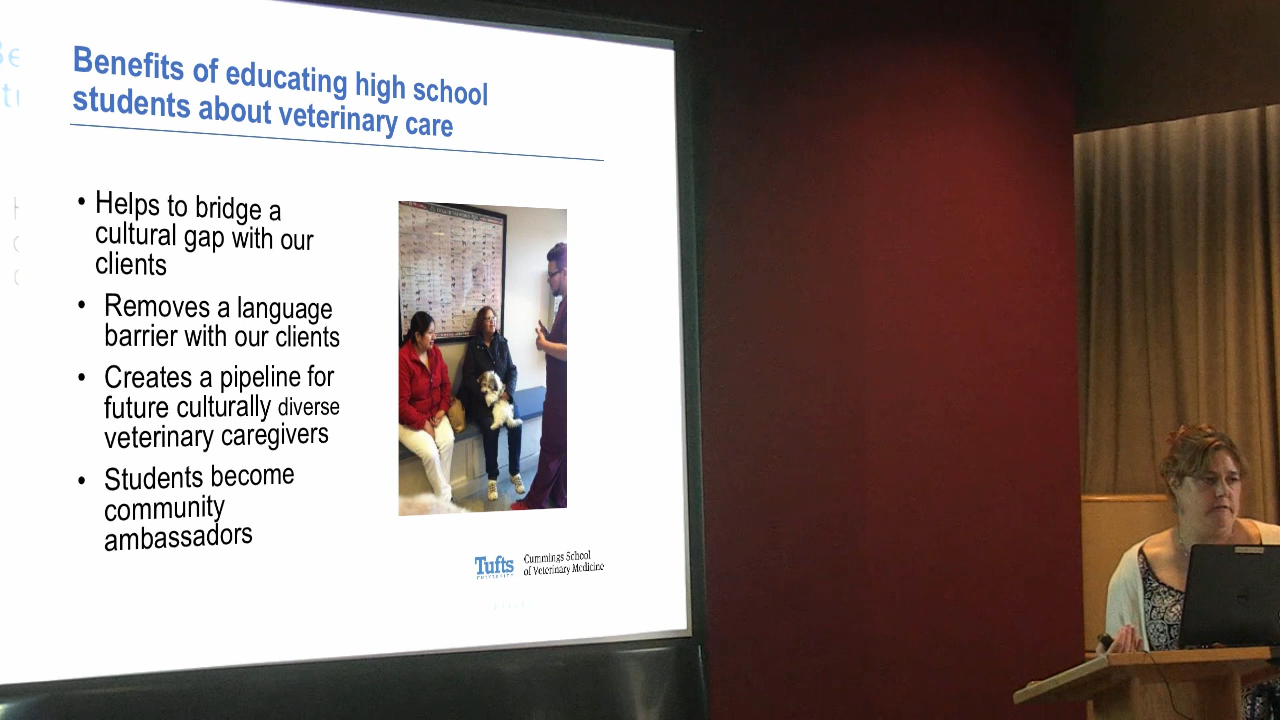 Benefits of educating high school
students about veterinary care
• Helps to bridge a
cultural gap with our
clients
• Removes a language
barrier with our clients
• Creates a pipeline for
future culturally diverse
veterinary caregivers
• Students become
community
ambassadors
Tufts
UNIVERSITY
Cummings School
of Veterinary Medicine